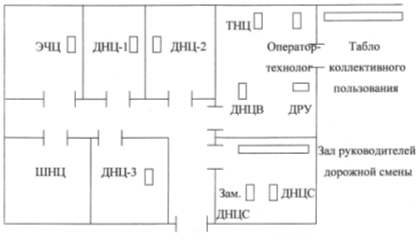 ТНЦ
ЭЧЦ
ДНЦ-1
ДНЦ-2
Оператор-
технолог
Табло
коллективного
пользования
ДНЦВ
ДРУ
Зал руководителей
дорожной смены
ШНЦ
ДНЦ-3
Зам.
ДНЦС
ДНЦС